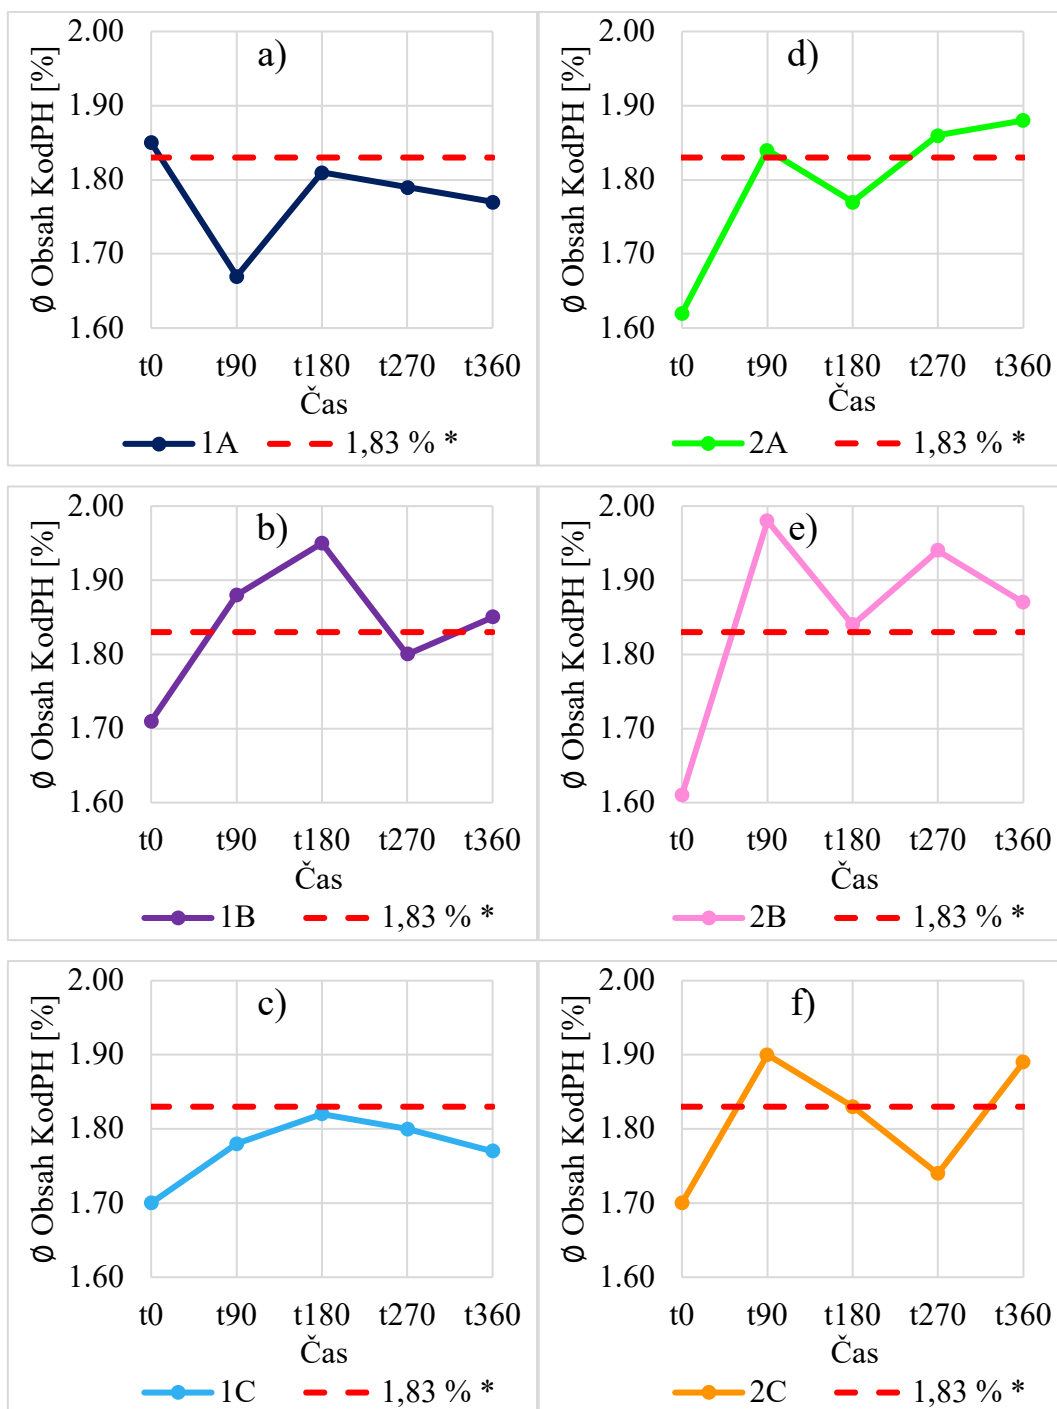 a)
Ø Obsah KodPH [%]
2.00
1.90
1.80
1.70
1.60
t0 t90 t180 t270 t360
Čas
1A 1,83 % *
d)
Ø Obsah KodPH [%]
2.00
1.90
1.80
1.70
1.60
t0 t90 t180 t270 t360
Čas
2A 1,83 % *
b)
Ø Obsah KodPH [%]
2.00
1.90
1.80
1.70
1.60
t0 t90 t180 t270 t360
Čas
1B 1,83 % *
e)
Ø Obsah KodPH [%]
2.00
1.90
1.80
1.70
1.60
t0 t90 t180 t270 t360
Čas
2B 1,83 % *
c)
Ø Obsah KodPH [%]
2.00
1.90
1.80
1.70
1.60
t0 t90 t180 t270 t360
Čas
1C 1,83 % *
f)
Ø Obsah KodPH [%]
2.00
1.90
1.80
1.70
1.60
t0 t90 t180 t270 t360
Čas
2C 1,83 % *